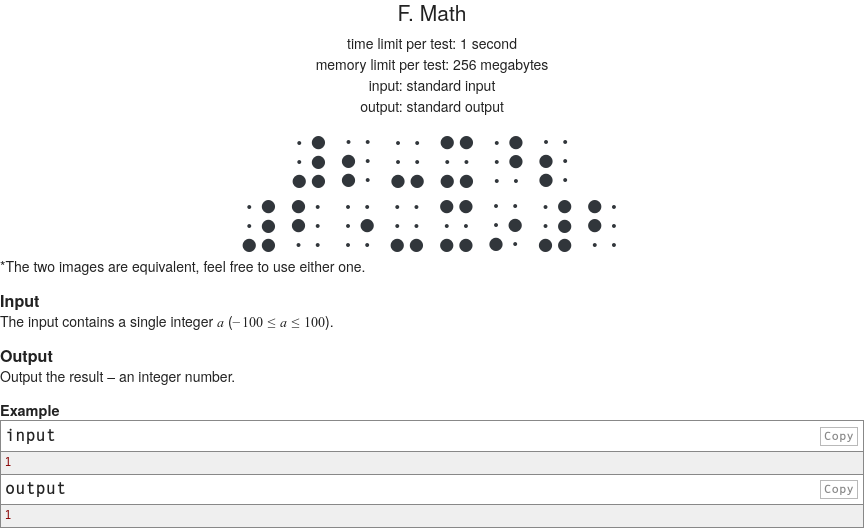 F. Math
time limit per test: 1 second
memory limit per test: 256 megabytes
input: standard input
output: standard output
⠼⠆⠤⠭⠘⠆
⠼⠃⠐⠤⠭⠔⠼⠃
*The two images are equivalent, feel free to use either one.
Input
The input contains a single integer a (−100 ≤ a ≤ 100).
Output
Output the result – an integer number.
Example
input Copy
1
output Copy
1